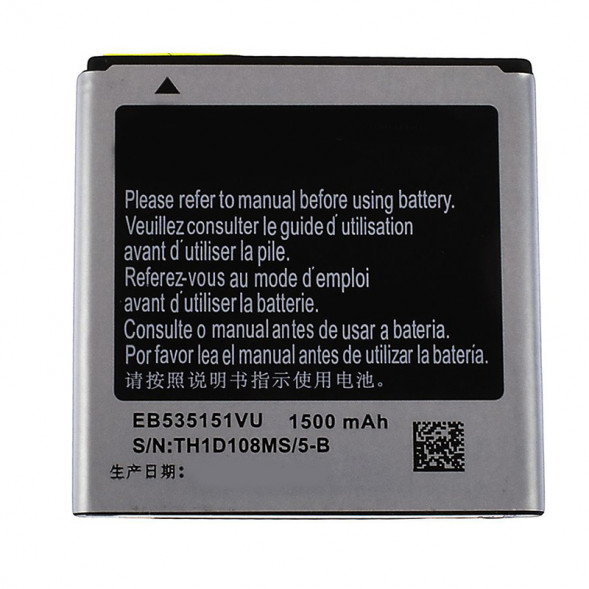 Please refer to manual before using battery.
Veuillez consulter le guide d'utilisation
avant d'utiliser la pile.
Referez-vous au mode d'emploi
avant d'utiliser la batterie.
Consulte o manual antes de usar a bateria.
Por favor lea el manual antes de utilizar la batería.
请按照说明书指示使用电池。
EB535151VU 1500 mAh
S/N:TH1D108MS/5-B
生产日期: